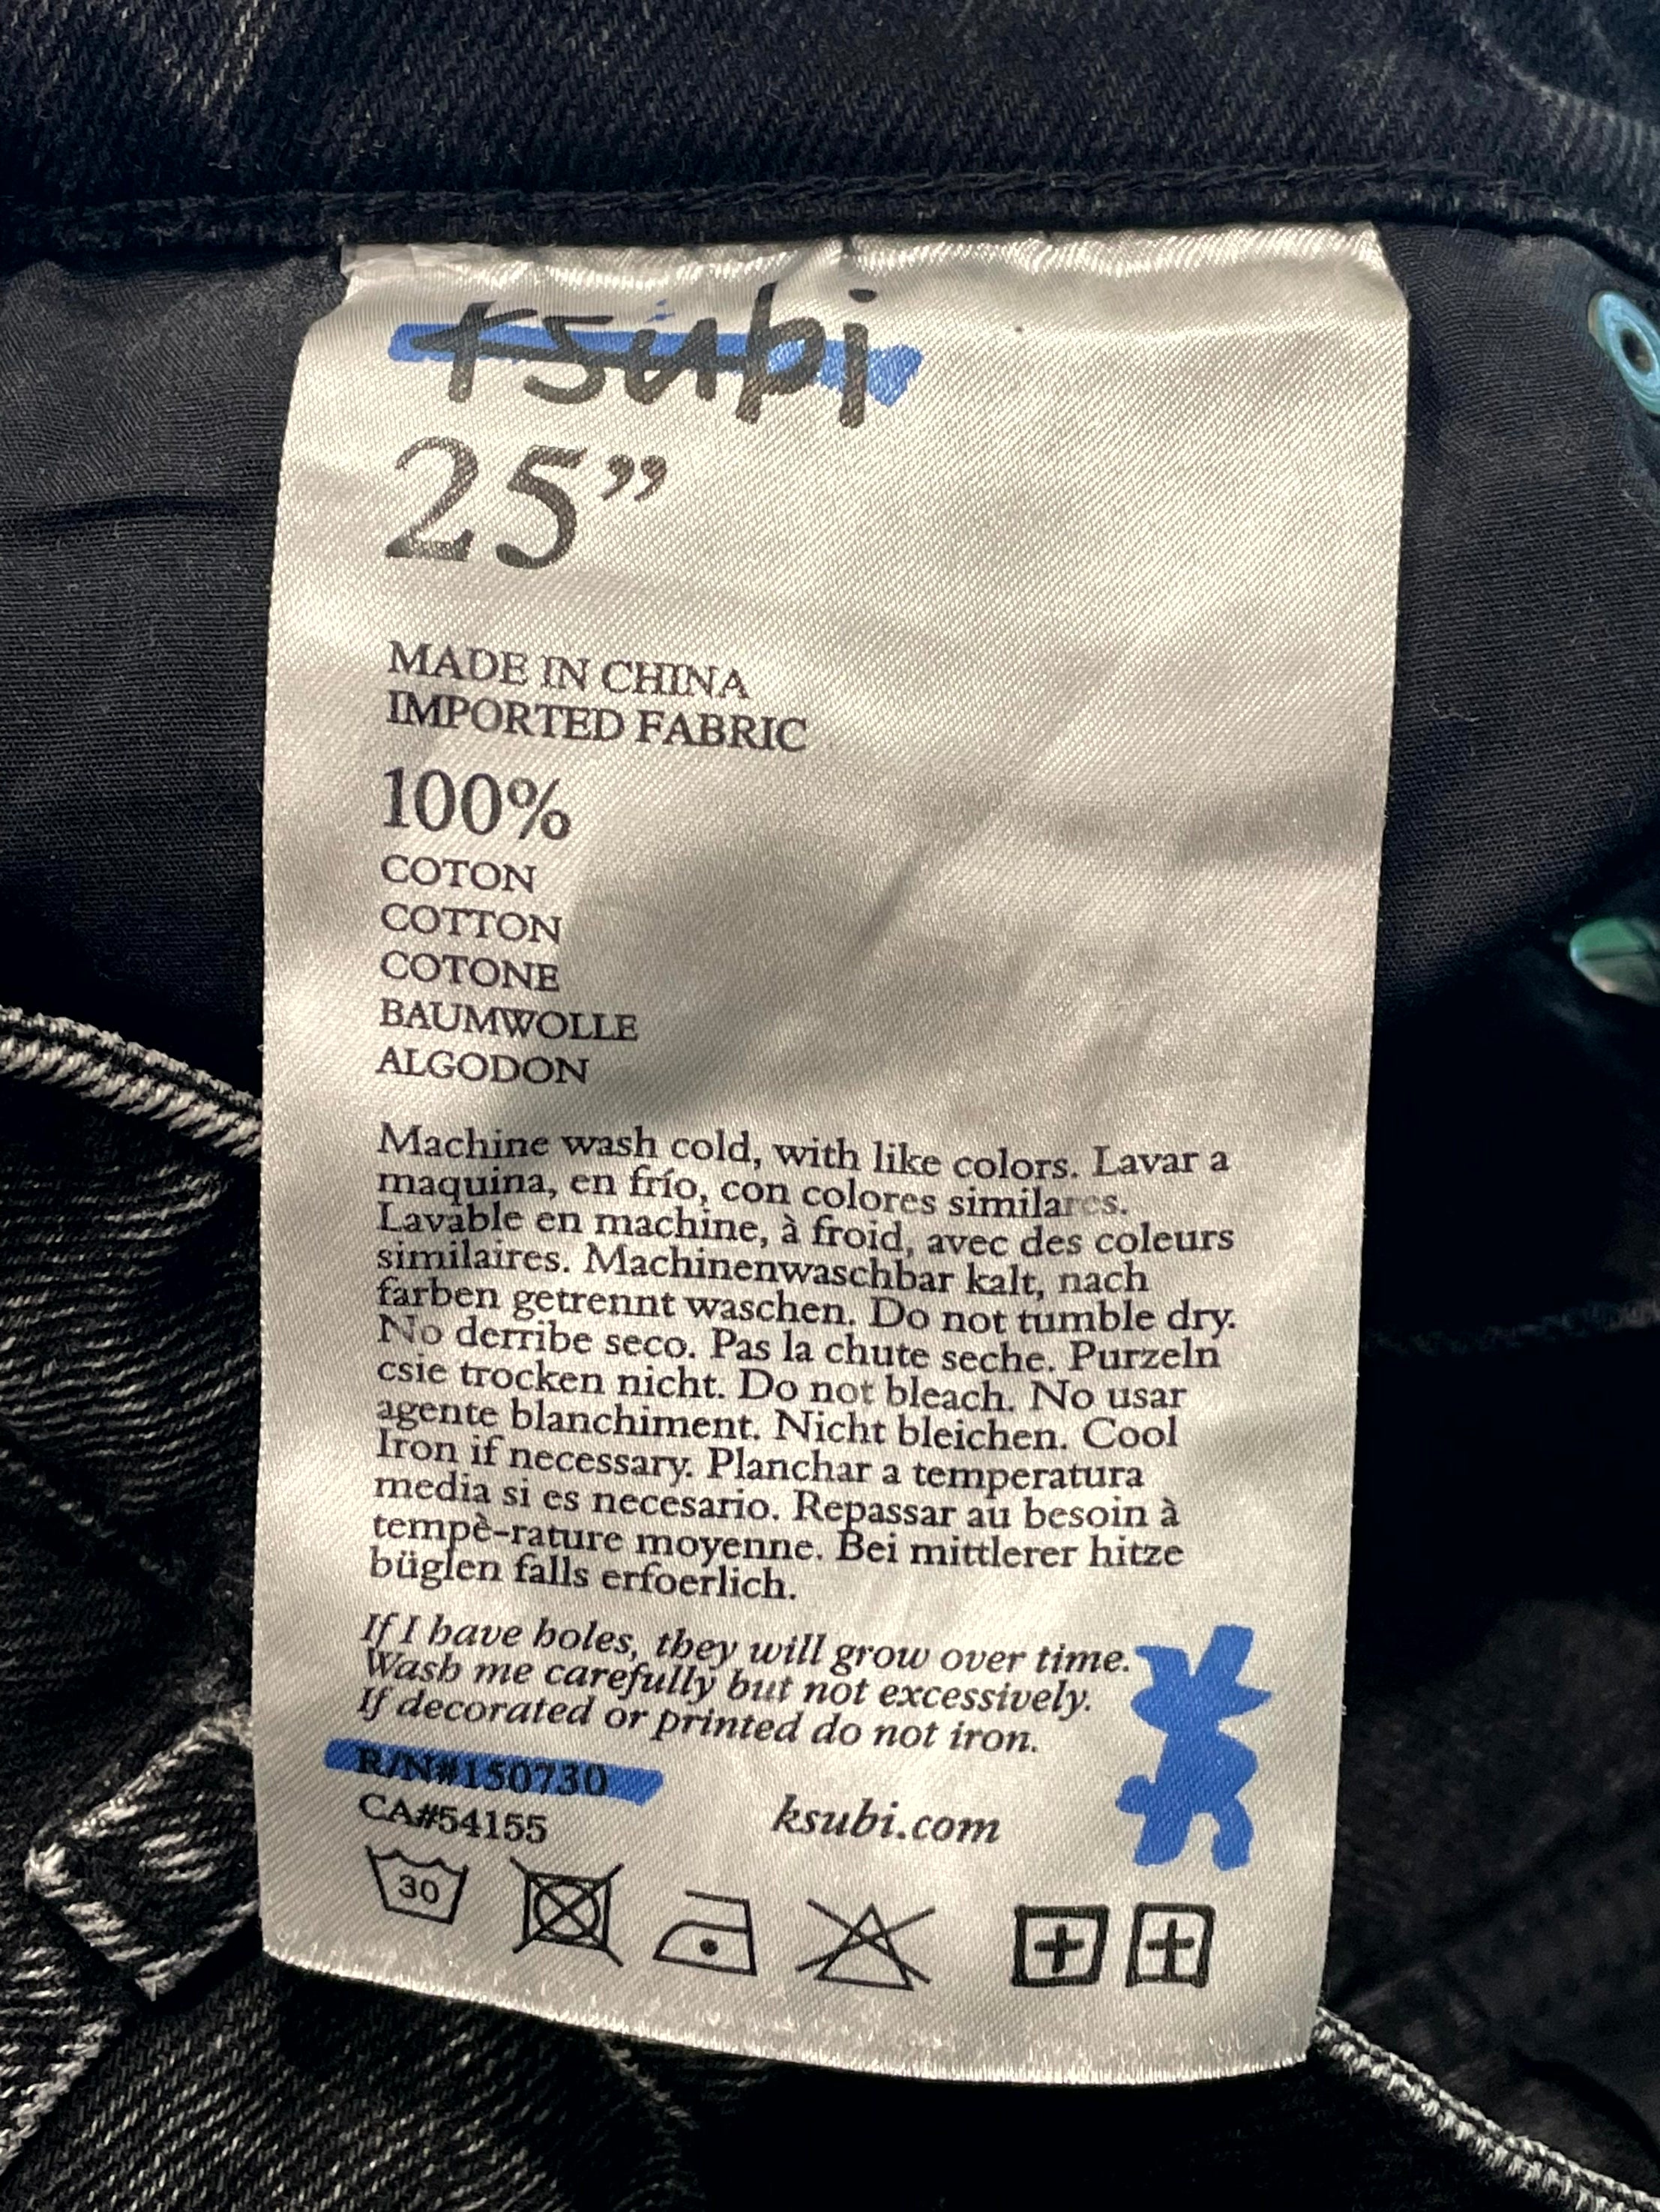 ksubi
25”
MADE IN CHINA
IMPORTED FABRIC
100%
COTON
COTTON
COTONE
BAUMWOLLE
ALGODON
Machine wash cold, with like colors. Lavar a
maquina, en frío, con colores similares.
Lavable en machine, à froid, avec des coleurs
similaires. Machinenwaschbar kalt, nach
farben getrennt waschen. Do not tumble dry.
No derribe seco. Pas la chute seche. Purzeln
csie trocken nicht. Do not bleach. No usar
agente blanchiment. Nicht bleichen. Cool
Iron if necessary. Planchar a temperatura
media si es necesario. Repassar au besoin à
tempè-rature moyenne. Bei mittlerer hitze
büglen falls erfoerlich.
If I have holes, they will grow over time.
Wash me carefully but not excessively.
If decorated or printed do not iron.
R/N#150730
CA#54155
ksubi.com
30